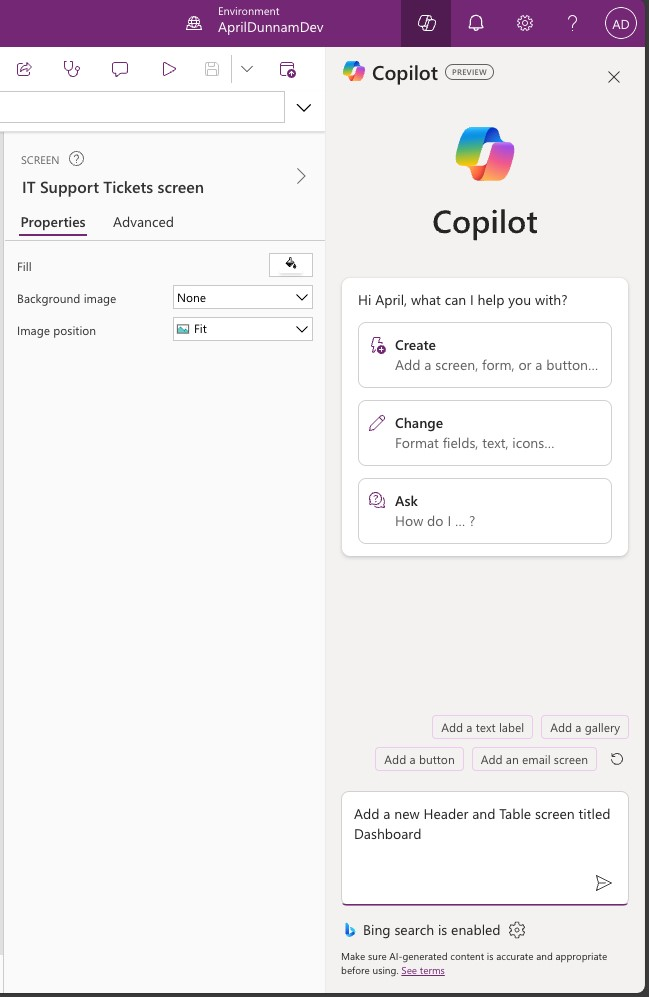 Environment
AprilDunnamDev
AD
SCREEN
IT Support Tickets screen
Properties
Advanced
Fill
Background image
None
Image position
Fit
Copilot
PREVIEW
Copilot
Hi April, what can I help you with?
Create
Add a screen, form, or a button...
Change
Format fields, text, icons...
Ask
How do I ... ?
Add a text label
Add a gallery
Add a button
Add an email screen
Add a new Header and Table screen titled
Dashboard
Bing search is enabled
Make sure AI-generated content is accurate and appropriate
before using. See terms